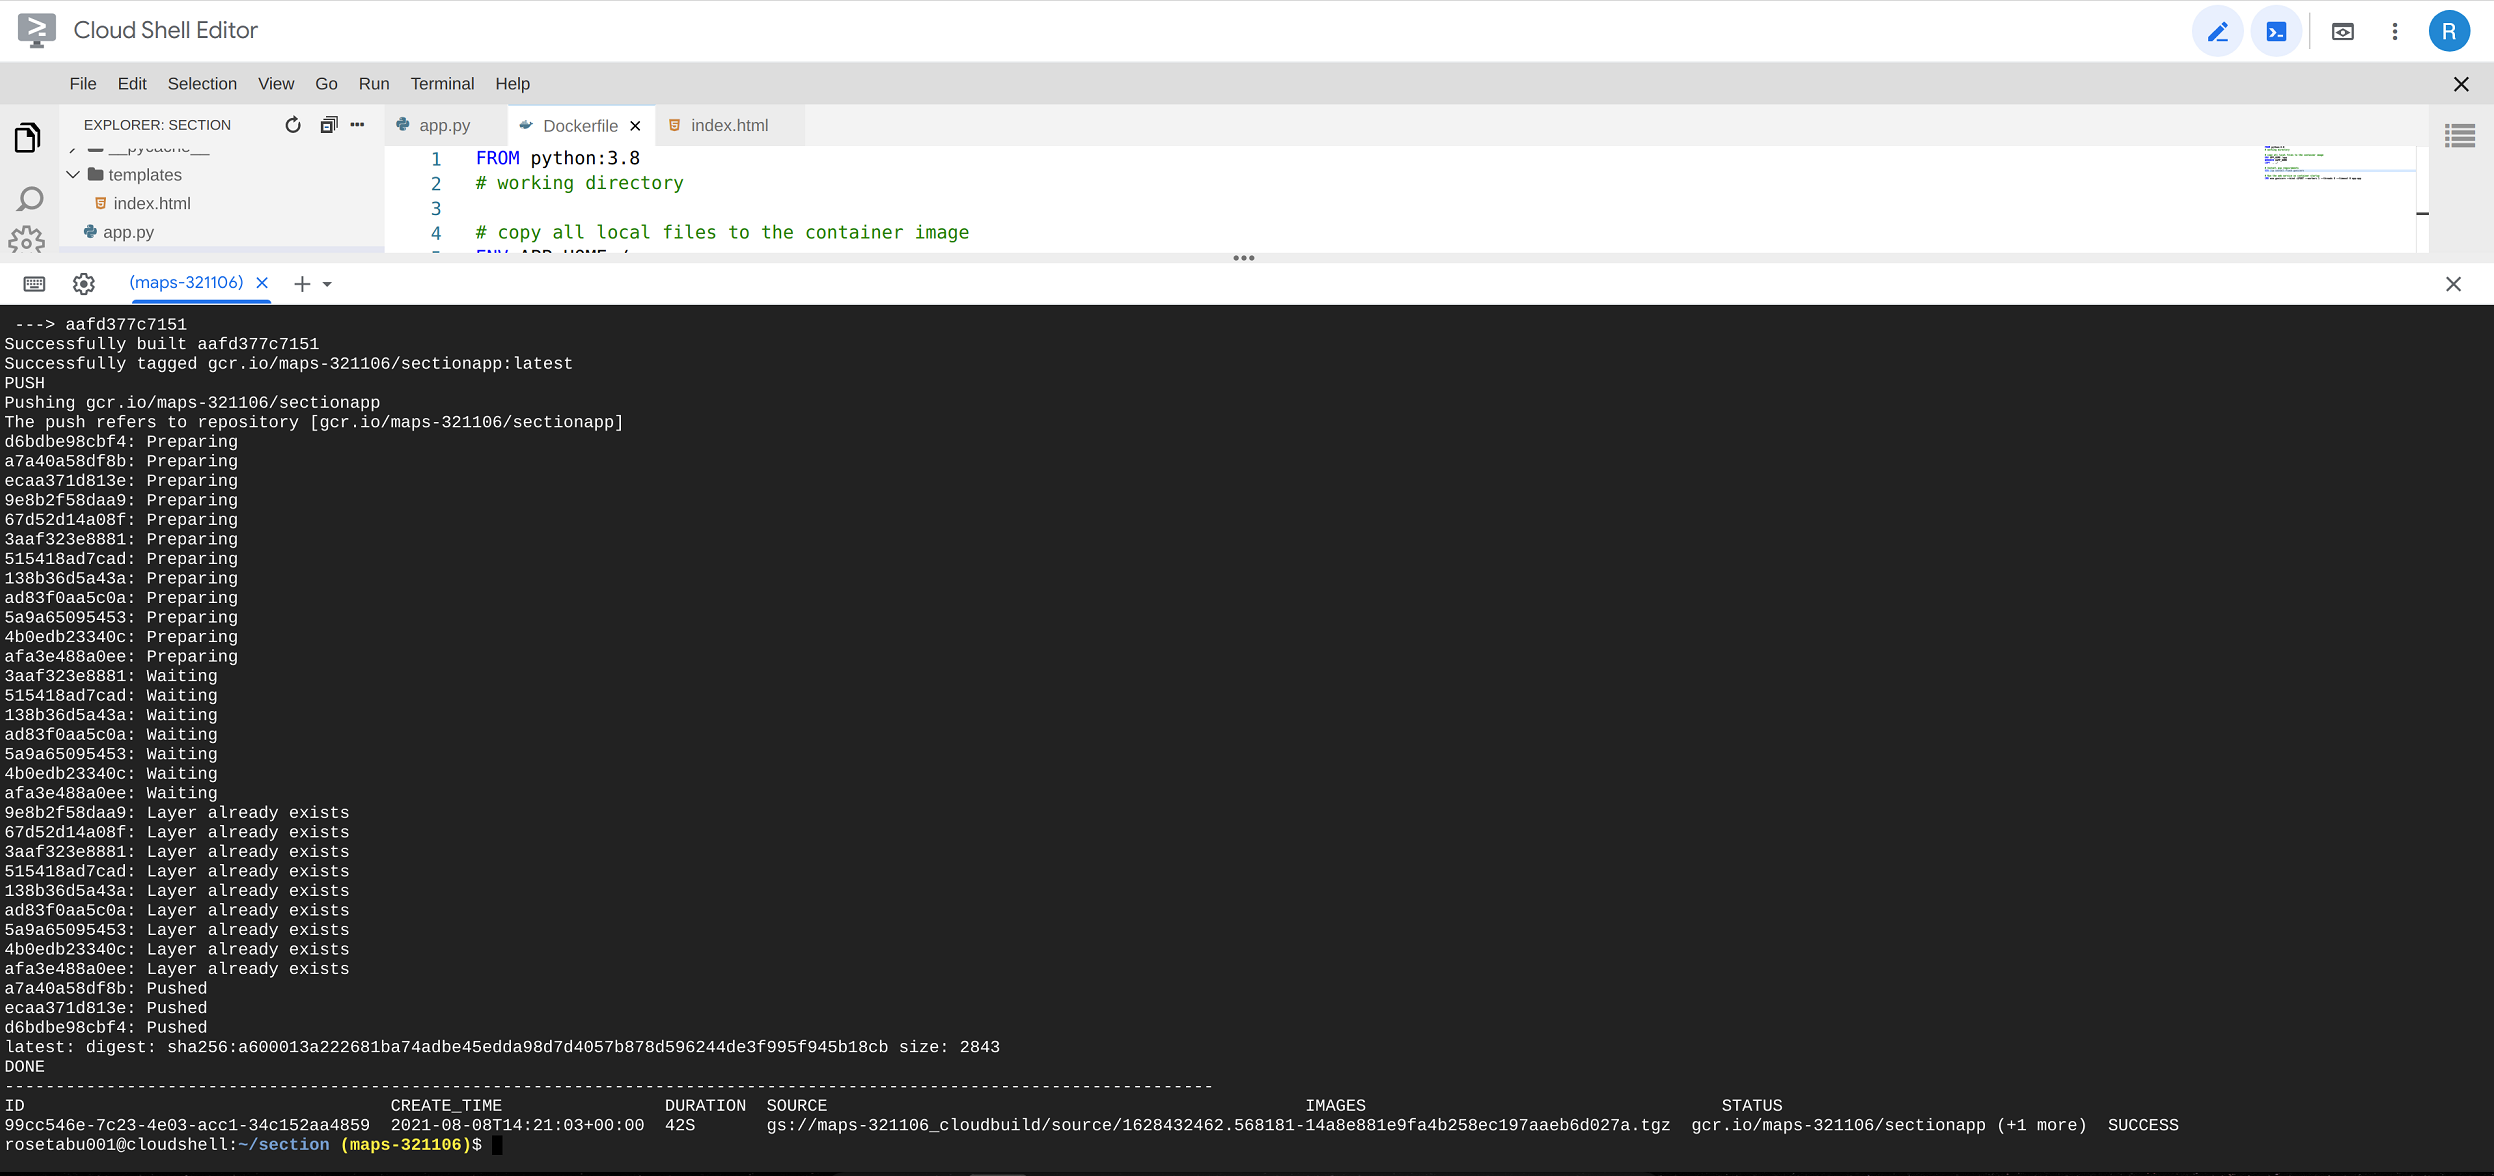 Cloud Shell Editor
R
File Edit Selection View Go Run Terminal Help
EXPLORER: SECTION
app.py Dockerfile index.html
__pycache__
templates
index.html
app.py
1 FROM python:3.8
2 # working directory
3
4 # copy all local files to the container image
5 ENV APP_HOME /
(maps-321106)
---> aafd377c7151
Successfully built aafd377c7151
Successfully tagged gcr.io/maps-321106/sectionapp:latest
PUSH
Pushing gcr.io/maps-321106/sectionapp
The push refers to repository [gcr.io/maps-321106/sectionapp]
d6bdbe98cbf4: Preparing
a7a40a58df8b: Preparing
ecaa371d813e: Preparing
9e8b2f58daa9: Preparing
67d52d14a08f: Preparing
3aaf323e8881: Preparing
515418ad7cad: Preparing
138b36d5a43a: Preparing
ad83f0aa5c0a: Preparing
5a9a65095453: Preparing
4b0edb23340c: Preparing
afa3e488a0ee: Preparing
3aaf323e8881: Waiting
515418ad7cad: Waiting
138b36d5a43a: Waiting
ad83f0aa5c0a: Waiting
5a9a65095453: Waiting
4b0edb23340c: Waiting
afa3e488a0ee: Waiting
9e8b2f58daa9: Layer already exists
67d52d14a08f: Layer already exists
3aaf323e8881: Layer already exists
515418ad7cad: Layer already exists
138b36d5a43a: Layer already exists
ad83f0aa5c0a: Layer already exists
5a9a65095453: Layer already exists
4b0edb23340c: Layer already exists
afa3e488a0ee: Layer already exists
a7a40a58df8b: Pushed
ecaa371d813e: Pushed
d6bdbe98cbf4: Pushed
latest: digest: sha256:a600013a222681ba74adbe45edda98d7d4057b878d596244de3f995f945b18cb size: 2843
DONE
ID CREATE_TIME DURATION SOURCE IMAGES STATUS
99cc546e-7c23-4e03-acc1-34c152aa4859 2021-08-08T14:21:03+00:00 42S gs://maps-321106_cloudbuild/source/1628432462.568181-14a8e881e9fa4b258ec197aaeb6d027a.tgz gcr.io/maps-321106/sectionapp (+1 more) SUCCESS
rosetabu001@cloudshell:~/section (maps-321106)$